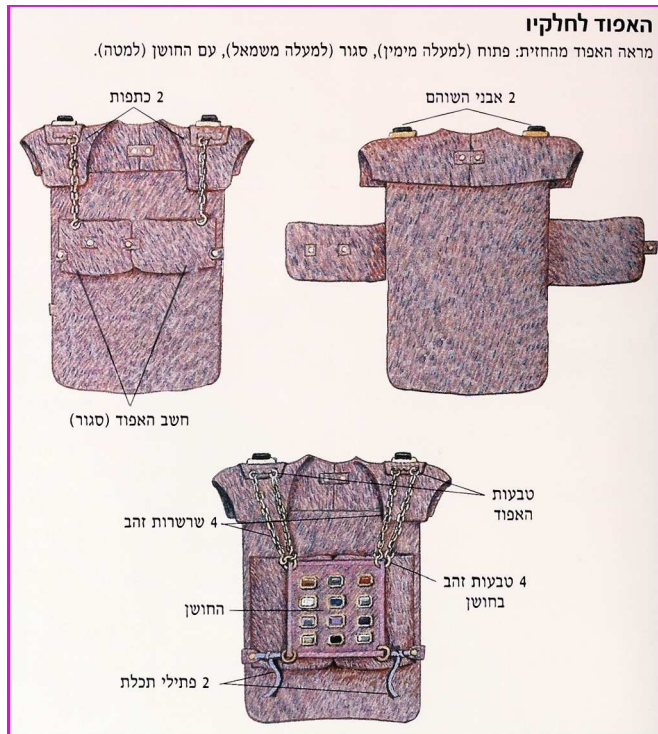 האפוד לחלקיו
מראה האפוד מהחזית: פתוח (למעלה מימין), סגור (למעלה משמאל), עם החושן (למטה).
2 אבני השוהם
2 כתפות
חשב האפוד (סגור)
טבעות
האפוד
4 שרשרות זהב
4 טבעות זהב
בחושן
החושן
2 פתילי תכלת